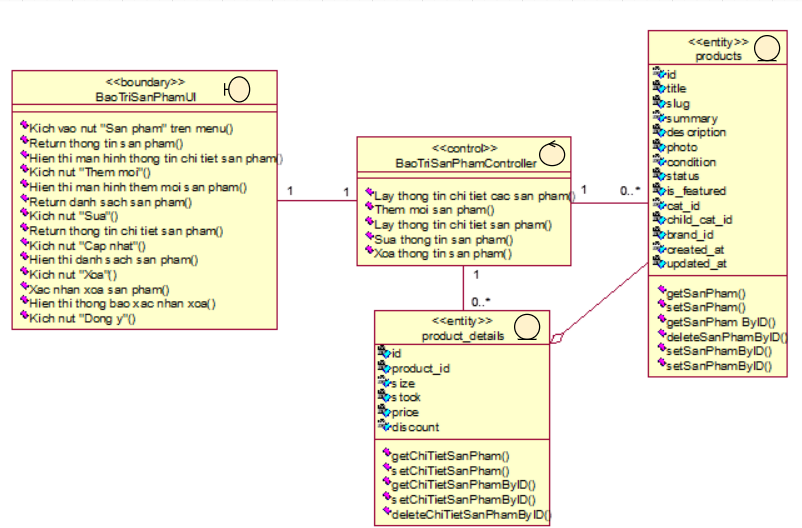 <<boundary>>
BaoTriSanPhamUI
Kich vao nut "San pham" tren menu()
Return thong tin san pham()
Hien thi man hinh thong tin chi tiet san pham()
Kich nut "Them moi"()
Hien thi man hinh them moi san pham()
Return danh sach san pham()
Kich nut "Sua"()
Return thong tin chi tiet san pham()
Kich nut "Cap nhat"()
Hien thi danh sach san pham()
Kich nut "Xoa"()
Xac nhan xoa san pham()
Hien thi thong bao xac nhan xoa()
Kich nut "Dong y"()
1
1
<<control>>
BaoTriSanPhamController
Lay thong tin chi tiet cac san pham()
Them moi san pham()
Lay thong tin chi tiet san pham()
Sua thong tin san pham()
Xoa thong tin san pham()
1
0..*
1
0..*
<<entity>>
products
id
title
slug
summary
description
photo
condition
status
is_featured
cat_id
child_cat_id
brand_id
created_at
updated_at
getSanPham()
setSanPham()
getSanPham ByID()
deleteSanPhamByID()
setSanPhamByID()
setSanPhamByID()
<<entity>>
product_details
id
product_id
size
stock
price
discount
getChiTietSanPham()
setChiTietSanPham()
getChiTietSanPhamByID()
setChiTietSanPhamByID()
deleteChiTietSanPhamByID()